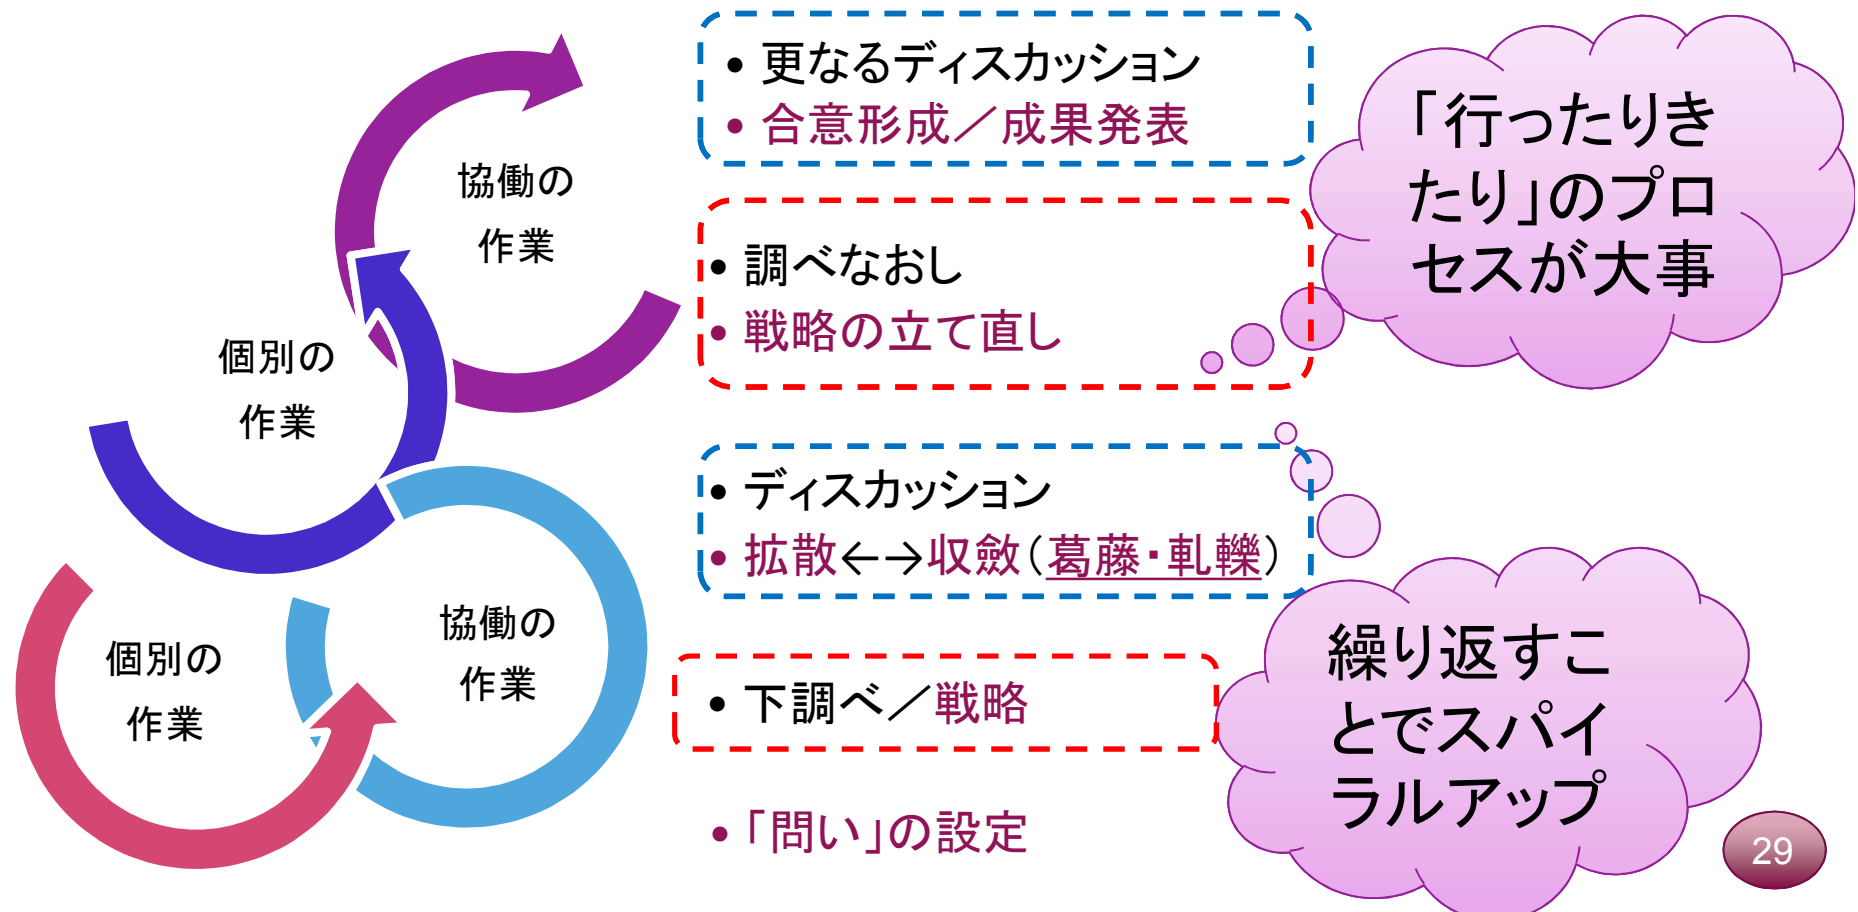 協働の
作業
個別の
作業
個別の
作業
協働の
作業
• 更なるディスカッション
• 合意形成／成果発表
• 調べなおし
• 戦略の立て直し
• ディスカッション
• 拡散←→収斂（葛藤・軋轢）
• 下調べ／戦略
• 「問い」の設定
「行ったりき
たり」のプロ
セスが大事
繰り返すこ
とでスパイ
ラルアップ
29